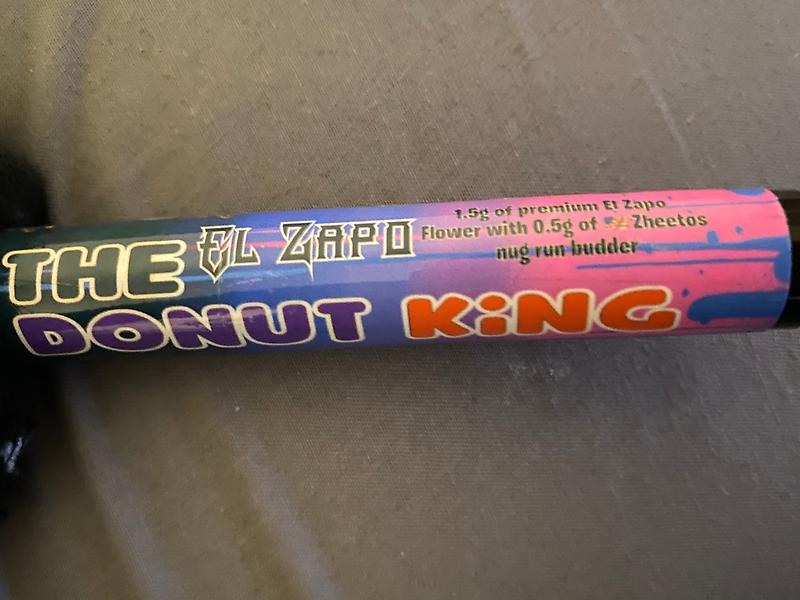 THE
EL ZAPO
DONUT KiNG
1.5g of premium El Zapo
Flower with 0.5g of Zheetos
nug run budder